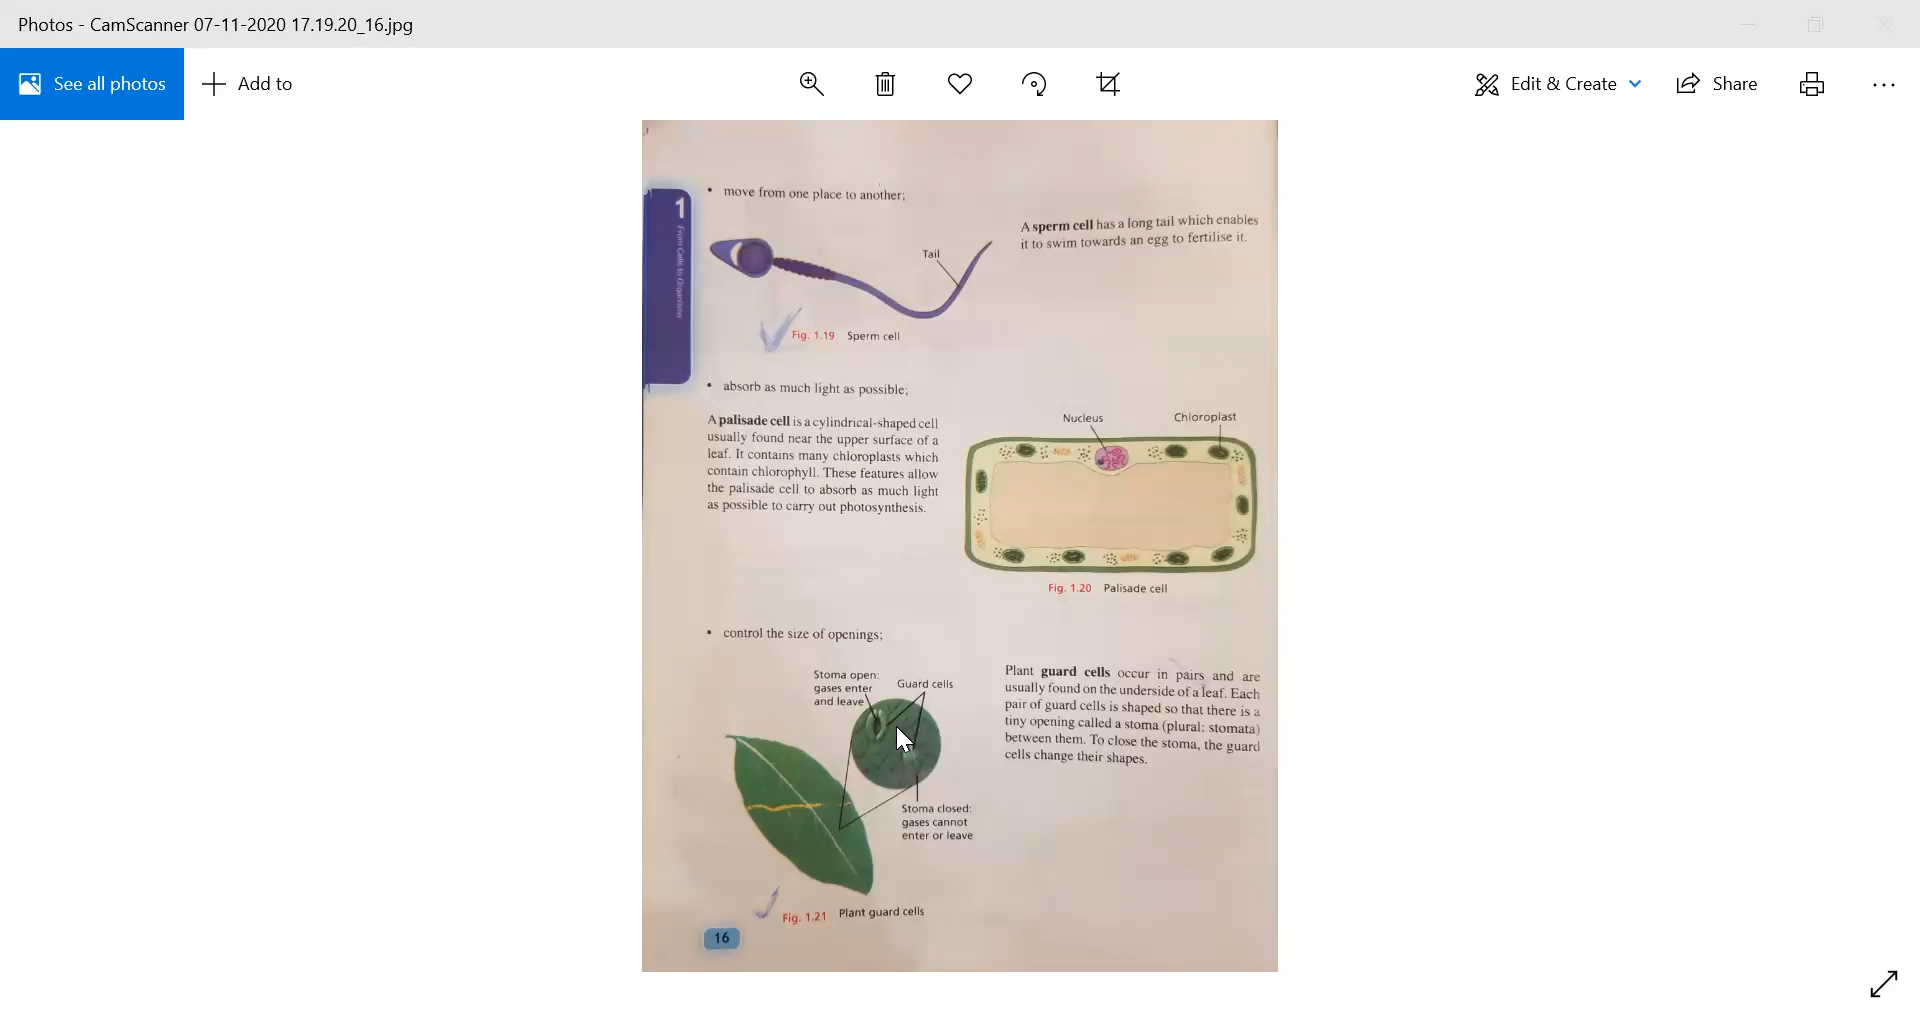 Photos - CamScanner 07-11-2020 17.19.20_16.jpg
See all photos
Add to
Edit & Create
Share
1
From Cells to Organisms
• move from one place to another;
A sperm cell has a long tail which enables
it to swim towards an egg to fertilise it.
Tail
Fig. 1.19 Sperm cell
• absorb as much light as possible;
A palisade cell is a cylindrical-shaped cell
usually found near the upper surface of a
leaf. It contains many chloroplasts which
contain chlorophyll. These features allow
the palisade cell to absorb as much light
as possible to carry out photosynthesis.
Nucleus
Chloroplast
Fig. 1.20 Palisade cell
• control the size of openings;
Stoma open:
gases enter
and leave
Guard cells
Stoma closed:
gases cannot
enter or leave
Plant guard cells occur in pairs and are
usually found on the underside of a leaf. Each
pair of guard cells is shaped so that there is a
tiny opening called a stoma (plural: stomata)
between them. To close the stoma, the guard
cells change their shapes.
Fig. 1.21 Plant guard cells
16